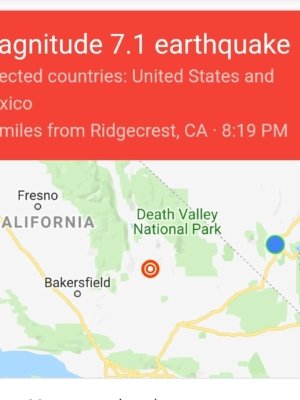 agnitude 7.1 earthquake
ected countries: United States and
xico
miles from Ridgecrest, CA · 8:19 PM
Fresno
ALIFORNIA
Death Valley
National Park
Bakersfield